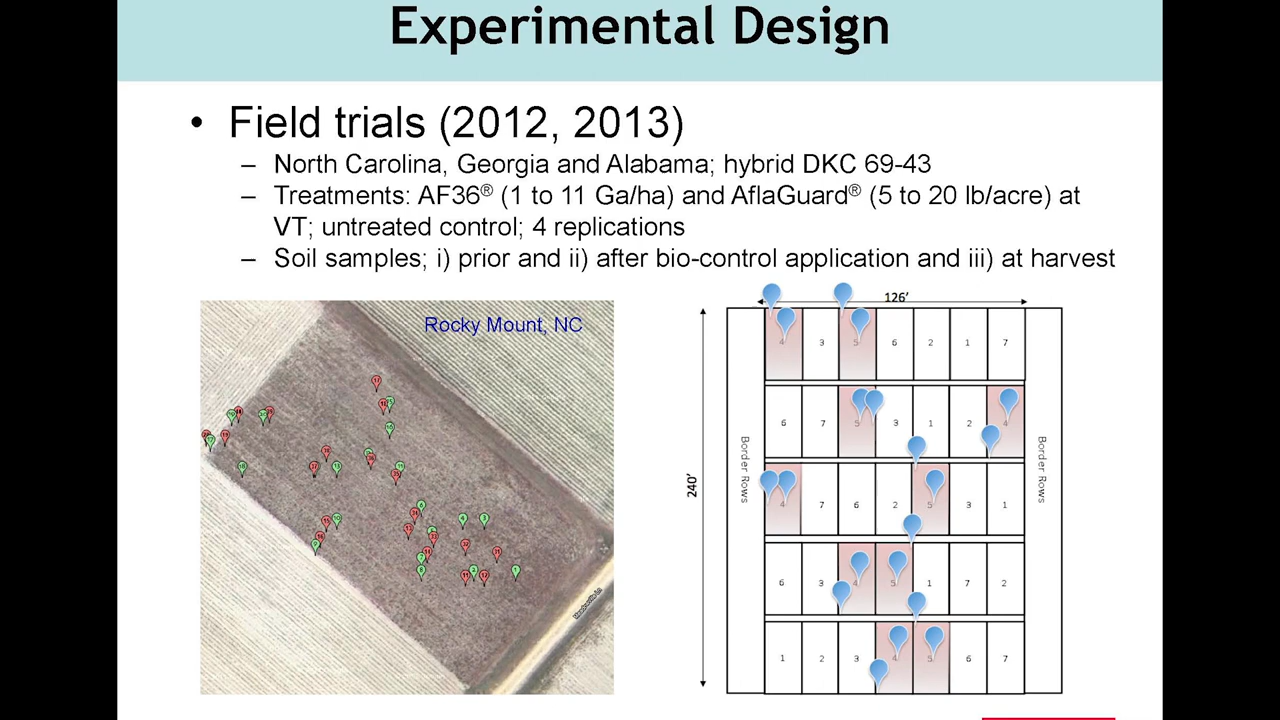 Experimental Design
• Field trials (2012, 2013)
– North Carolina, Georgia and Alabama; hybrid DKC 69-43
– Treatments: AF36® (1 to 11 Ga/ha) and AflaGuard® (5 to 20 lb/acre) at
VT; untreated control; 4 replications
– Soil samples; i) prior and ii) after bio-control application and iii) at harvest
Rocky Mount, NC
126’
240’
Border Rows
Border Rows
4 3 5 6 2 1 7
6 7 5 3 1 2 4
4 7 6 2 5 3 1
6 3 4 5 1 7 2
1 2 3 4 5 6 7